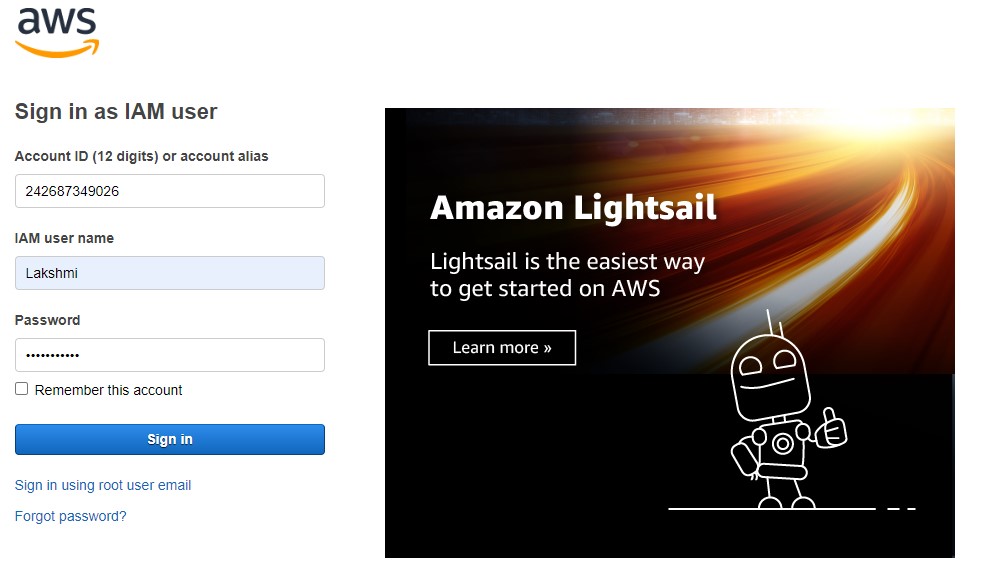 aws
Sign in as IAM user
Account ID (12 digits) or account alias
242687349026
IAM user name
Lakshmi
Password
•••••••••••
Remember this account
Sign in
Sign in using root user email
Forgot password?
Amazon Lightsail
Lightsail is the easiest way
to get started on AWS
Learn more »